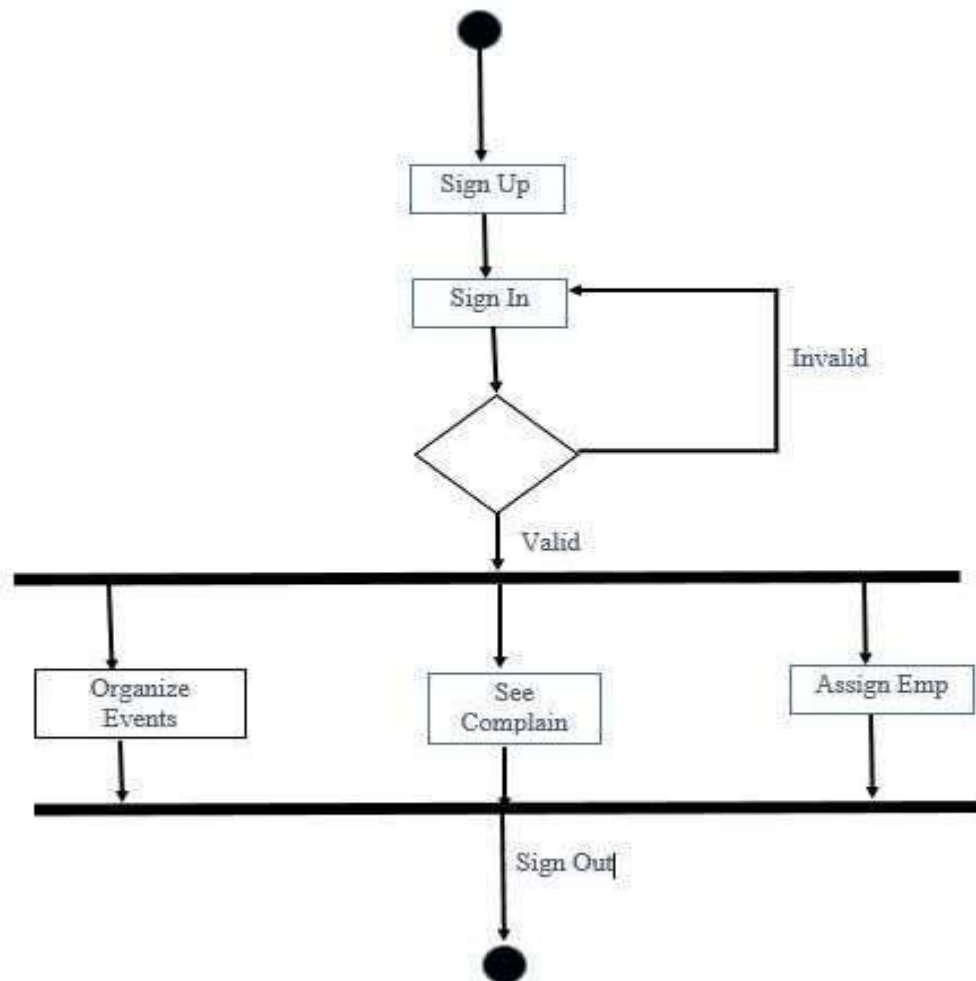 Sign Up
Sign In
Invalid
Valid
Organize
Events
See
Complain
Assign Emp
Sign Out